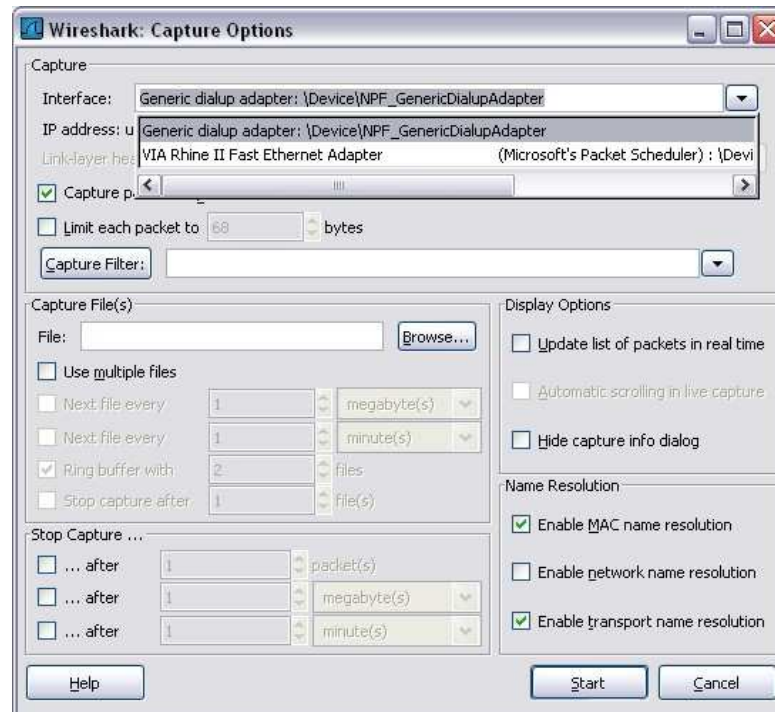 Wireshark: Capture Options
Capture
Interface: Generic dialup adapter: \Device\NPF_GenericDialupAdapter
IP address: u
Generic dialup adapter: \Device\NPF_GenericDialupAdapter
Link-layer hea
VIA Rhine II Fast Ethernet Adapter (Microsoft's Packet Scheduler) : \Devi
Capture p
Limit each packet to 68 bytes
Capture Filter:
Capture File(s)
File: Browse...
Use multiple files
Next file every 1 megabyte(s)
Next file every 1 minute(s)
Ring buffer with 2 files
Stop capture after 1 file(s)
Stop Capture ...
... after 1 packet(s)
... after 1 megabyte(s)
... after 1 minute(s)
Display Options
Update list of packets in real time
Automatic scrolling in live capture
Hide capture info dialog
Name Resolution
Enable MAC name resolution
Enable network name resolution
Enable transport name resolution
Help Start Cancel